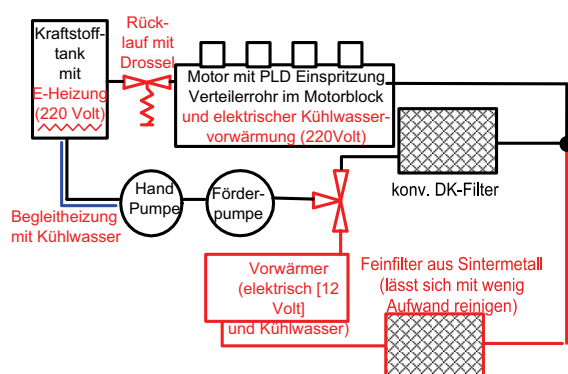 Kraftstoff-
tank
mit
E-Heizung
(220 Volt)
Rück-
lauf mit
Drossel
Motor mit PLD Einspritzung
Verteilerrohr im Motorblock
und elektrischer Kühlwasser-
vorwärmung (220Volt)
konv. DK-Filter
Hand
Pumpe
Förder-
pumpe
Begleitheizung
mit Kühlwasser
Vorwärmer
(elektrisch [12
Volt]
und Kühlwasser)
Feinfilter aus Sintermetall
(lässt sich mit wenig
Aufwand reinigen)